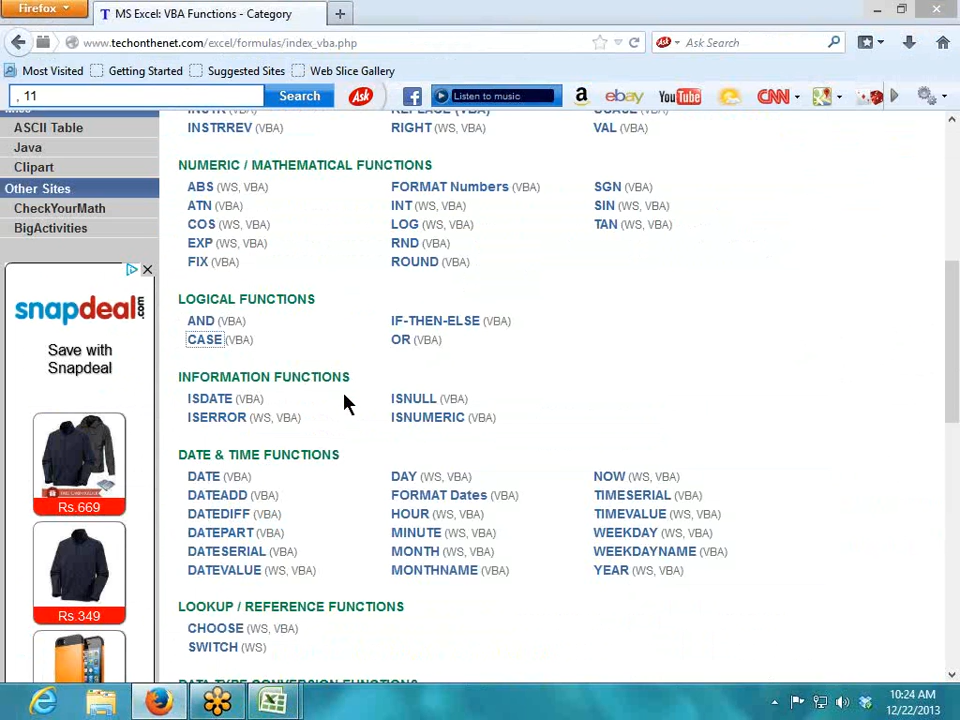 Firefox
MS Excel: VBA Functions - Category
www.techonthenet.com/excel/formulas/index_vba.php
Ask Search
Most Visited Getting Started Suggested Sites Web Slice Gallery
, 11 Search Ask Listen to music a ebay YouTube CNN
ASCII Table
Java
Clipart
Other Sites
CheckYourMath
BigActivities
snapdeal.com
Save with
Snapdeal
Rs.669
Rs.349
INSTRREV (VBA) RIGHT (WS, VBA) VAL (VBA)
NUMERIC / MATHEMATICAL FUNCTIONS
ABS (WS, VBA) FORMAT Numbers (VBA) SGN (VBA)
ATN (VBA) INT (WS, VBA) SIN (WS, VBA)
COS (WS, VBA) LOG (WS, VBA) TAN (WS, VBA)
EXP (WS, VBA) RND (VBA)
FIX (VBA) ROUND (VBA)
LOGICAL FUNCTIONS
AND (VBA) IF-THEN-ELSE (VBA)
CASE (VBA) OR (VBA)
INFORMATION FUNCTIONS
ISDATE (VBA) ISNULL (VBA)
ISERROR (WS, VBA) ISNUMERIC (VBA)
DATE & TIME FUNCTIONS
DATE (VBA) DAY (WS, VBA) NOW (WS, VBA)
DATEADD (VBA) FORMAT Dates (VBA) TIMESERIAL (VBA)
DATEDIFF (VBA) HOUR (WS, VBA) TIMEVALUE (WS, VBA)
DATEPART (VBA) MINUTE (WS, VBA) WEEKDAY (WS, VBA)
DATESERIAL (VBA) MONTH (WS, VBA) WEEKDAYNAME (VBA)
DATEVALUE (WS, VBA) MONTHNAME (VBA) YEAR (WS, VBA)
LOOKUP / REFERENCE FUNCTIONS
CHOOSE (WS, VBA)
SWITCH (WS)
10:24 AM
12/22/2013